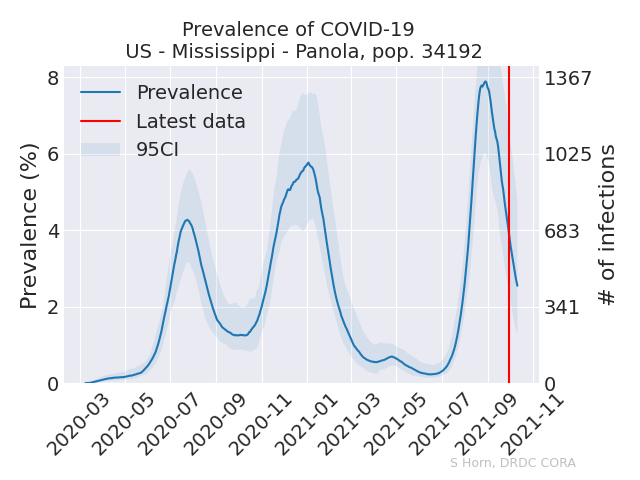 Prevalence of COVID-19
US - Mississippi - Panola, pop. 34192
Prevalence
Latest data
95CI
Prevalence (%)
8
6
4
2
0
1367
1025
683
341
0
# of infections
2020-03
2020-05
2020-07
2020-09
2020-11
2021-01
2021-03
2021-05
2021-07
2021-09
2021-11
S Horn, DRDC CORA